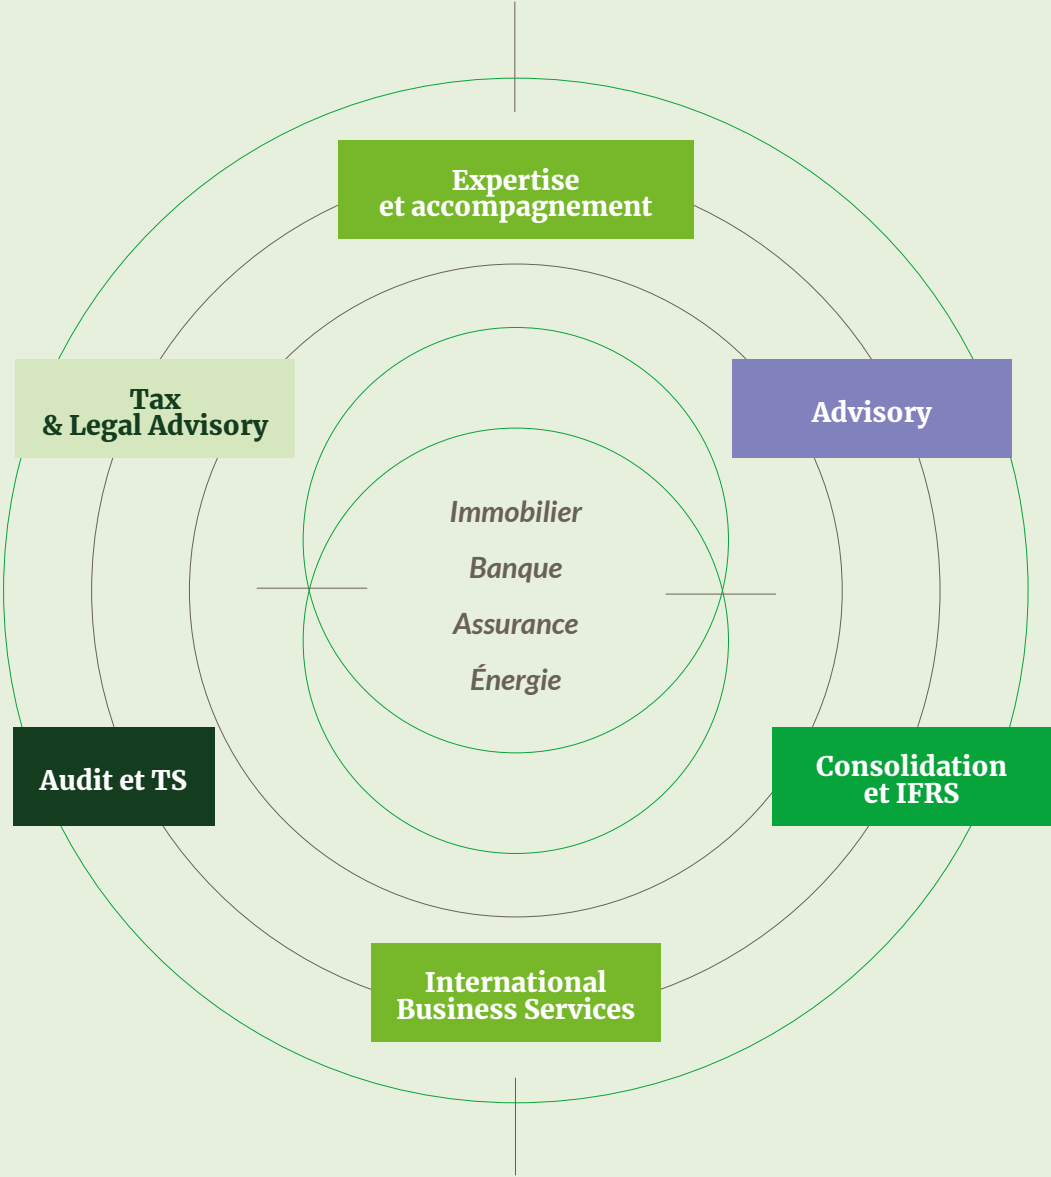 Expertise
et accompagnement
Tax
& Legal Advisory
Advisory
Immobilier
Banque
Assurance
Énergie
Audit et TS
Consolidation
et IFRS
International
Business Services